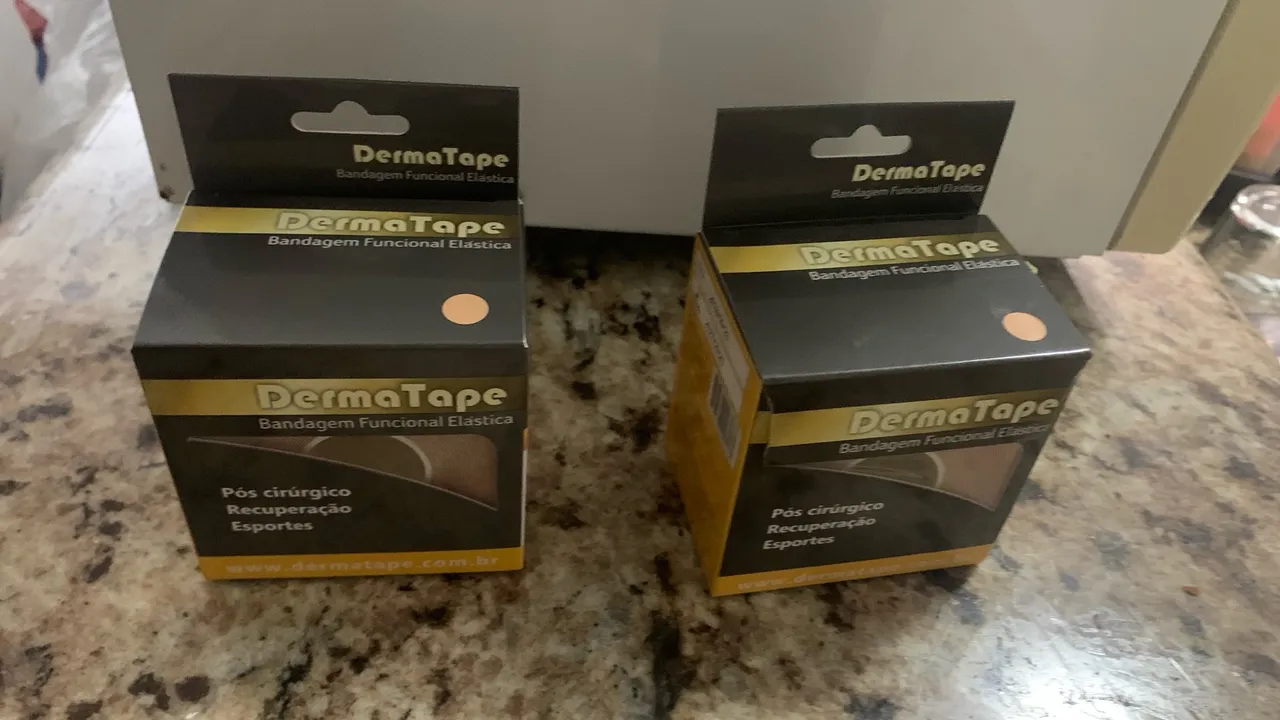 DermaTape
Bandagem Funcional Elástica
DermaTape
Bandagem Funcional Elástica
DermaTape
Bandagem Funcional Elástica
Pós cirúrgico
Recuperação
Esportes
www.dermatape.com.br
DermaTape
Bandagem Funcional Elástica
DermaTape
Bandagem Funcional Elástica
DermaTape
Bandagem Funcional Elástica
Pós cirúrgico
Recuperação
Esportes